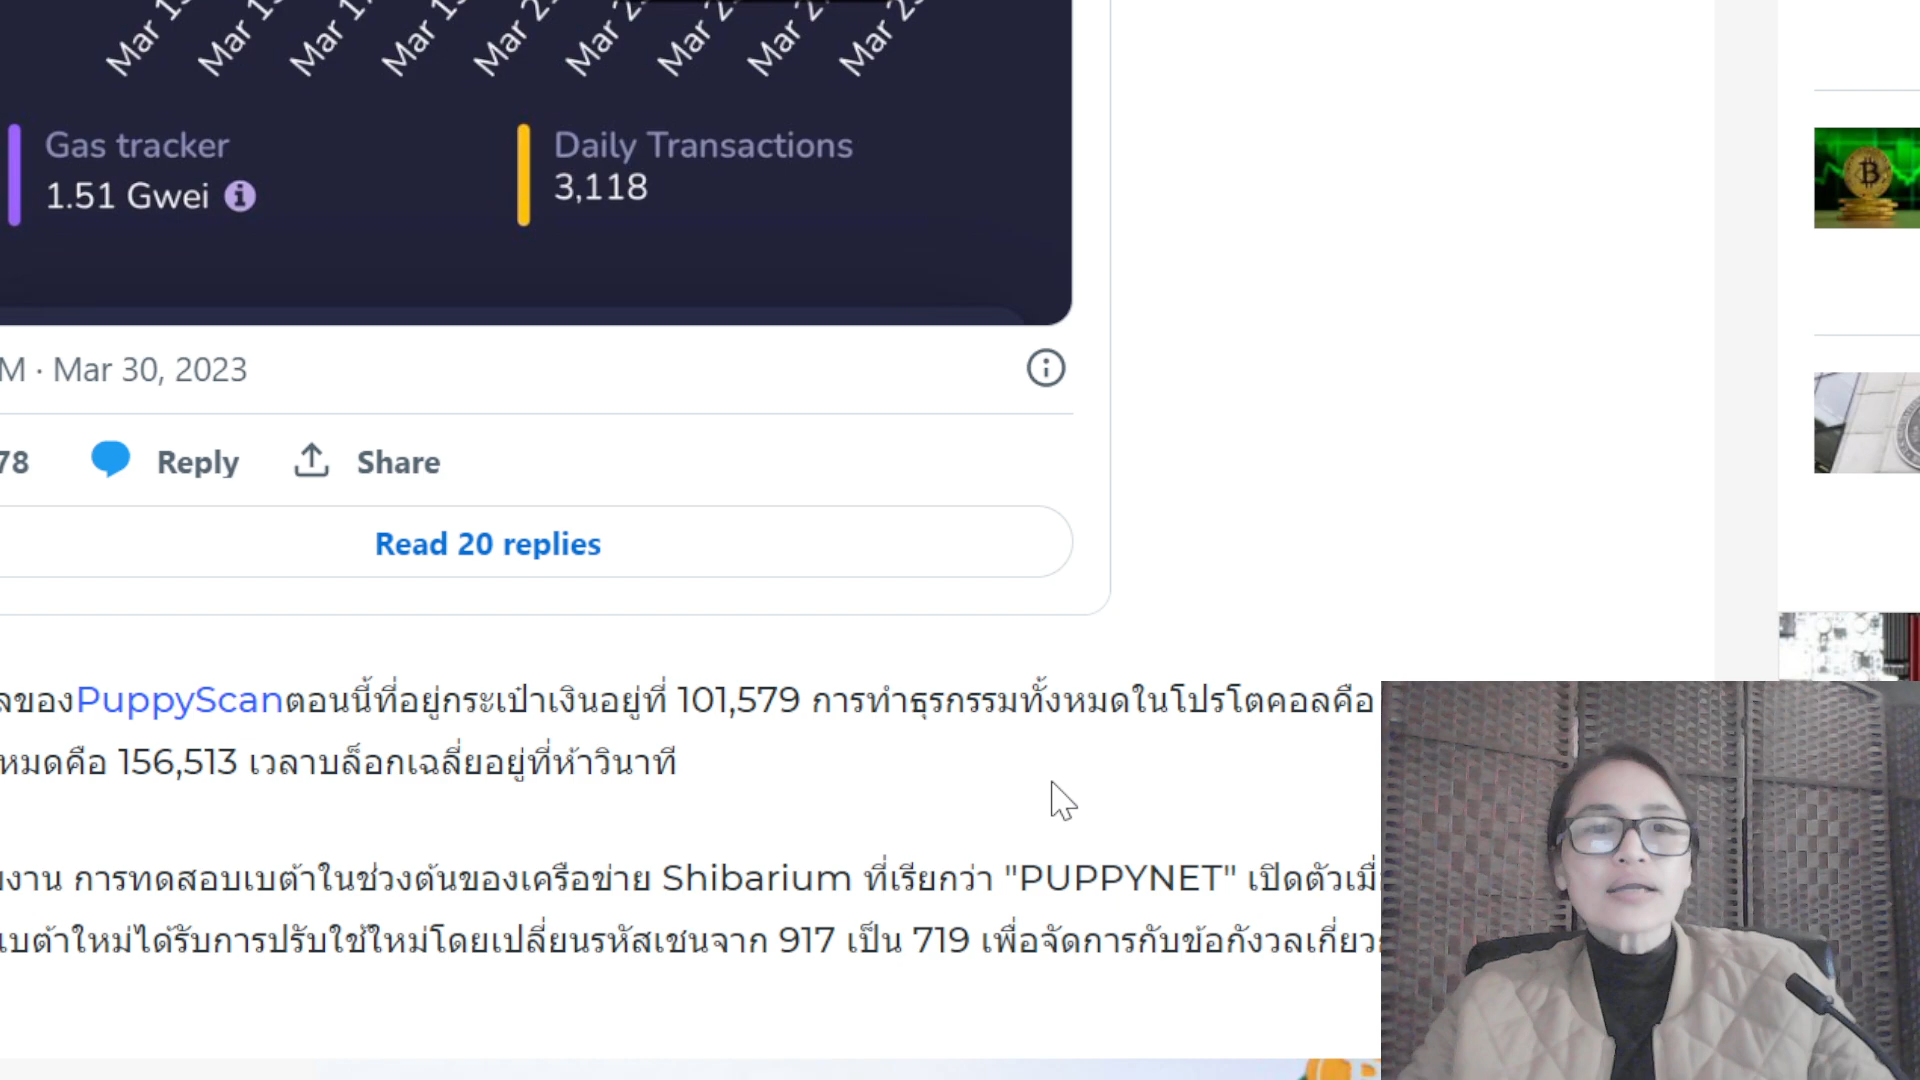 Mar Mar Mar Mar Mar Mar Mar Mar Mar
Gas tracker
1.51 Gwei
Daily Transactions
3,118
M · Mar 30, 2023
78 Reply Share
Read 20 replies
ของPuppyScanตอนนี้ที่อยู่กระเป๋าเงินอยู่ที่ 101,579 การทำธุรกรรมทั้งหมดในโปรโตคอลคือ
หมดคือ 156,513 เวลาบล็อกเฉลี่ยอยู่ที่ห้าวินาที
งาน การทดสอบเบต้าในช่วงต้นของเครือข่าย Shibarium ที่เรียกว่า "PUPPYNET" เปิดตัวเมื่
เบต้าใหม่ได้รับการปรับใช้ใหม่โดยเปลี่ยนรหัสเชนจาก 917 เป็น 719 เพื่อจัดการกับข้อกังวลเกี่ยว